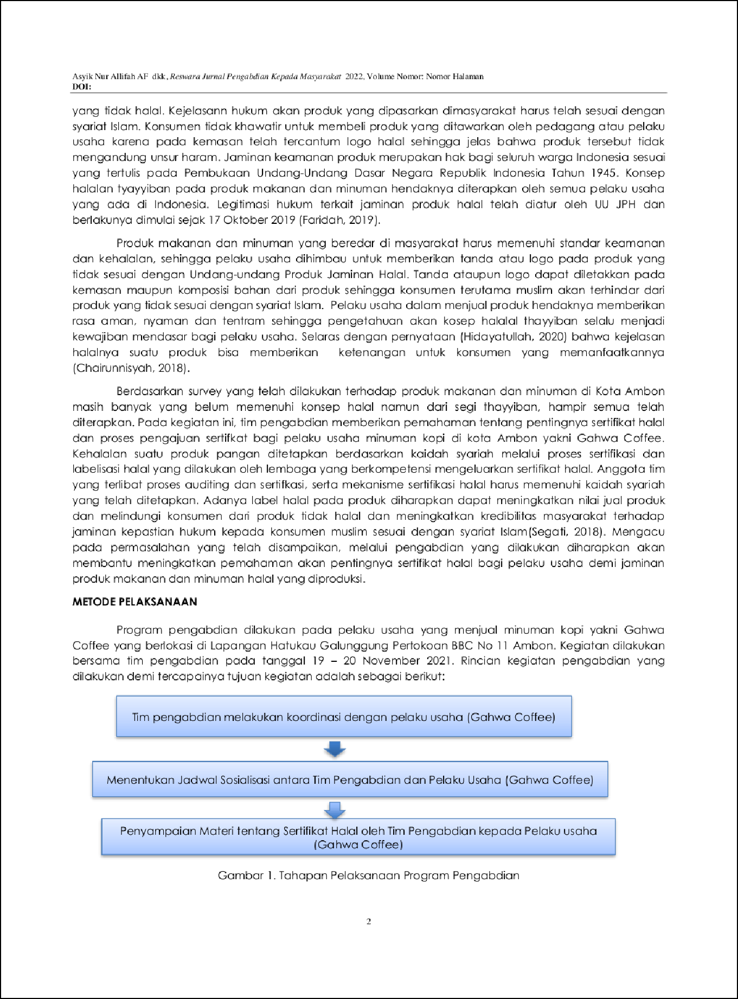 Asyik Nur Allifah AF dkk, Reswara Jurnal Pengabdian Kepada Masyarakat 2022, Volume Nomor: Nomor Halaman
DOI:
yang tidak halal. Kejelasann hukum akan produk yang dipasarkan dimasyarakat harus telah sesuai dengan
syariat Islam. Konsumen tidak khawatir untuk membeli produk yang ditawarkan oleh pedagang atau pelaku
usaha karena pada kemasan telah tercantum logo halal sehingga jelas bahwa produk tersebut tidak
mengandung unsur haram. Jaminan keamanan produk merupakan hak bagi seluruh warga Indonesia sesuai
yang tertulis pada Pembukaan Undang-Undang Dasar Negara Republik Indonesia Tahun 1945. Konsep
halalan tyayyiban pada produk makanan dan minuman hendaknya diterapkan oleh semua pelaku usaha
yang ada di Indonesia. Legitimasi hukum terkait jaminan produk halal telah diatur oleh UU JPH dan
berlakunya dimulai sejak 17 Oktober 2019 (Faridah, 2019).
Produk makanan dan minuman yang beredar di masyarakat harus memenuhi standar keamanan
dan kehalalan, sehingga pelaku usaha dihimbau untuk memberikan tanda atau logo pada produk yang
tidak sesuai dengan Undang-undang Produk Jaminan Halal. Tanda ataupun logo dapat diletakkan pada
kemasan maupun komposisi bahan dari produk sehingga konsumen terutama muslim akan terhindar dari
produk yang tidak sesuai dengan syariat Islam. Pelaku usaha dalam menjual produk hendaknya memberikan
rasa aman, nyaman dan tentram sehingga pengetahuan akan kosep halalal thayyiban selalu menjadi
kewajiban mendasar bagi pelaku usaha. Selaras dengan pernyataan (Hidayatullah, 2020) bahwa kejelasan
halalnya suatu produk bisa memberikan ketenangan untuk konsumen yang memanfaatkannya
(Chairunnisyah, 2018).
Berdasarkan survey yang telah dilakukan terhadap produk makanan dan minuman di Kota Ambon
masih banyak yang belum memenuhi konsep halal namun dari segi thayyiban, hampir semua telah
diterapkan. Pada kegiatan ini, tim pengabdian memberikan pemahaman tentang pentingnya sertifikat halal
dan proses pengajuan sertifkat bagi pelaku usaha minuman kopi di kota Ambon yakni Gahwa Coffee.
Kehalalan suatu produk pangan ditetapkan berdasarkan kaidah syariah melalui proses sertifikasi dan
labelisasi halal yang dilakukan oleh lembaga yang berkompetensi mengeluarkan sertifikat halal. Anggota tim
yang terlibat proses auditing dan sertifkasi, serta mekanisme sertifikasi halal harus memenuhi kaidah syariah
yang telah ditetapkan. Adanya label halal pada produk diharapkan dapat meningkatkan nilai jual produk
dan melindungi konsumen dari produk tidak halal dan meningkatkan kredibilitas masyarakat terhadap
jaminan kepastian hukum kepada konsumen muslim sesuai dengan syariat Islam(Segati, 2018). Mengacu
pada permasalahan yang telah disampaikan, melalui pengabdian yang dilakukan diharapkan akan
membantu meningkatkan pemahaman akan pentingnya sertifikat halal bagi pelaku usaha demi jaminan
produk makanan dan minuman halal yang diproduksi.
METODE PELAKSANAAN
Program pengabdian dilakukan pada pelaku usaha yang menjual minuman kopi yakni Gahwa
Coffee yang berlokasi di Lapangan Hatukau Galunggung Pertokoan BBC No 11 Ambon. Kegiatan dilakukan
bersama tim pengabdian pada tanggal 19 – 20 November 2021. Rincian kegiatan pengabdian yang
dilakukan demi tercapainya tujuan kegiatan adalah sebagai berikut:
Tim pengabdian melakukan koordinasi dengan pelaku usaha (Gahwa Coffee)
Menentukan Jadwal Sosialisasi antara Tim Pengabdian dan Pelaku Usaha (Gahwa Coffee)
Penyampaian Materi tentang Sertifikat Halal oleh Tim Pengabdian kepada Pelaku usaha
(Gahwa Coffee)
Gambar 1. Tahapan Pelaksanaan Program Pengabdian
2